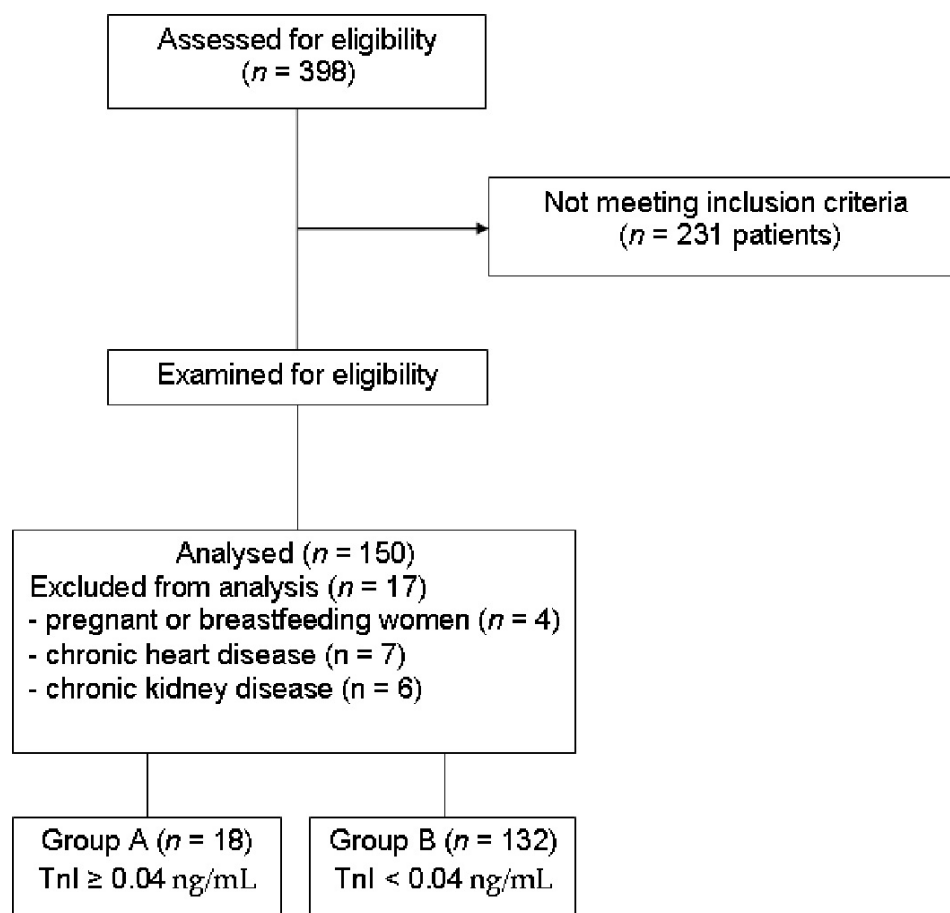 Assessed for eligibility
(n = 398)
Not meeting inclusion criteria
(n = 231 patients)
Examined for eligibility
Analysed (n = 150)
Excluded from analysis (n = 17)
- pregnant or breastfeeding women (n = 4)
- chronic heart disease (n = 7)
- chronic kidney disease (n = 6)
Group A (n = 18)
TnI ≥ 0.04 ng/mL
Group B (n = 132)
TnI < 0.04 ng/mL